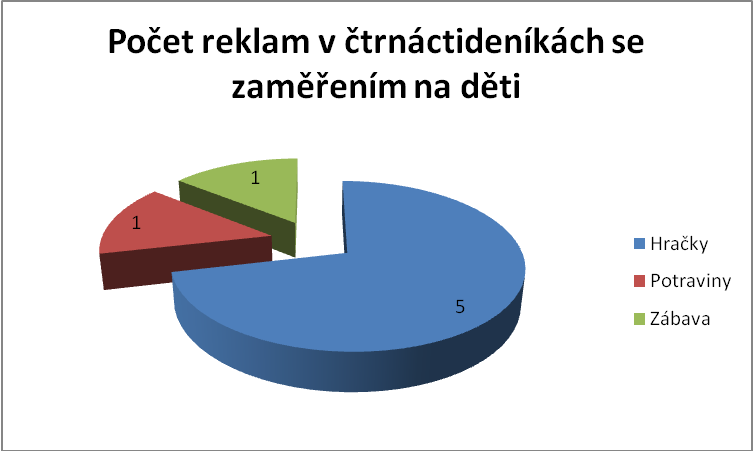 Počet reklam v čtrnáctideníkách se
zaměřením na děti
1
1
5
Hračky
Potraviny
Zábava